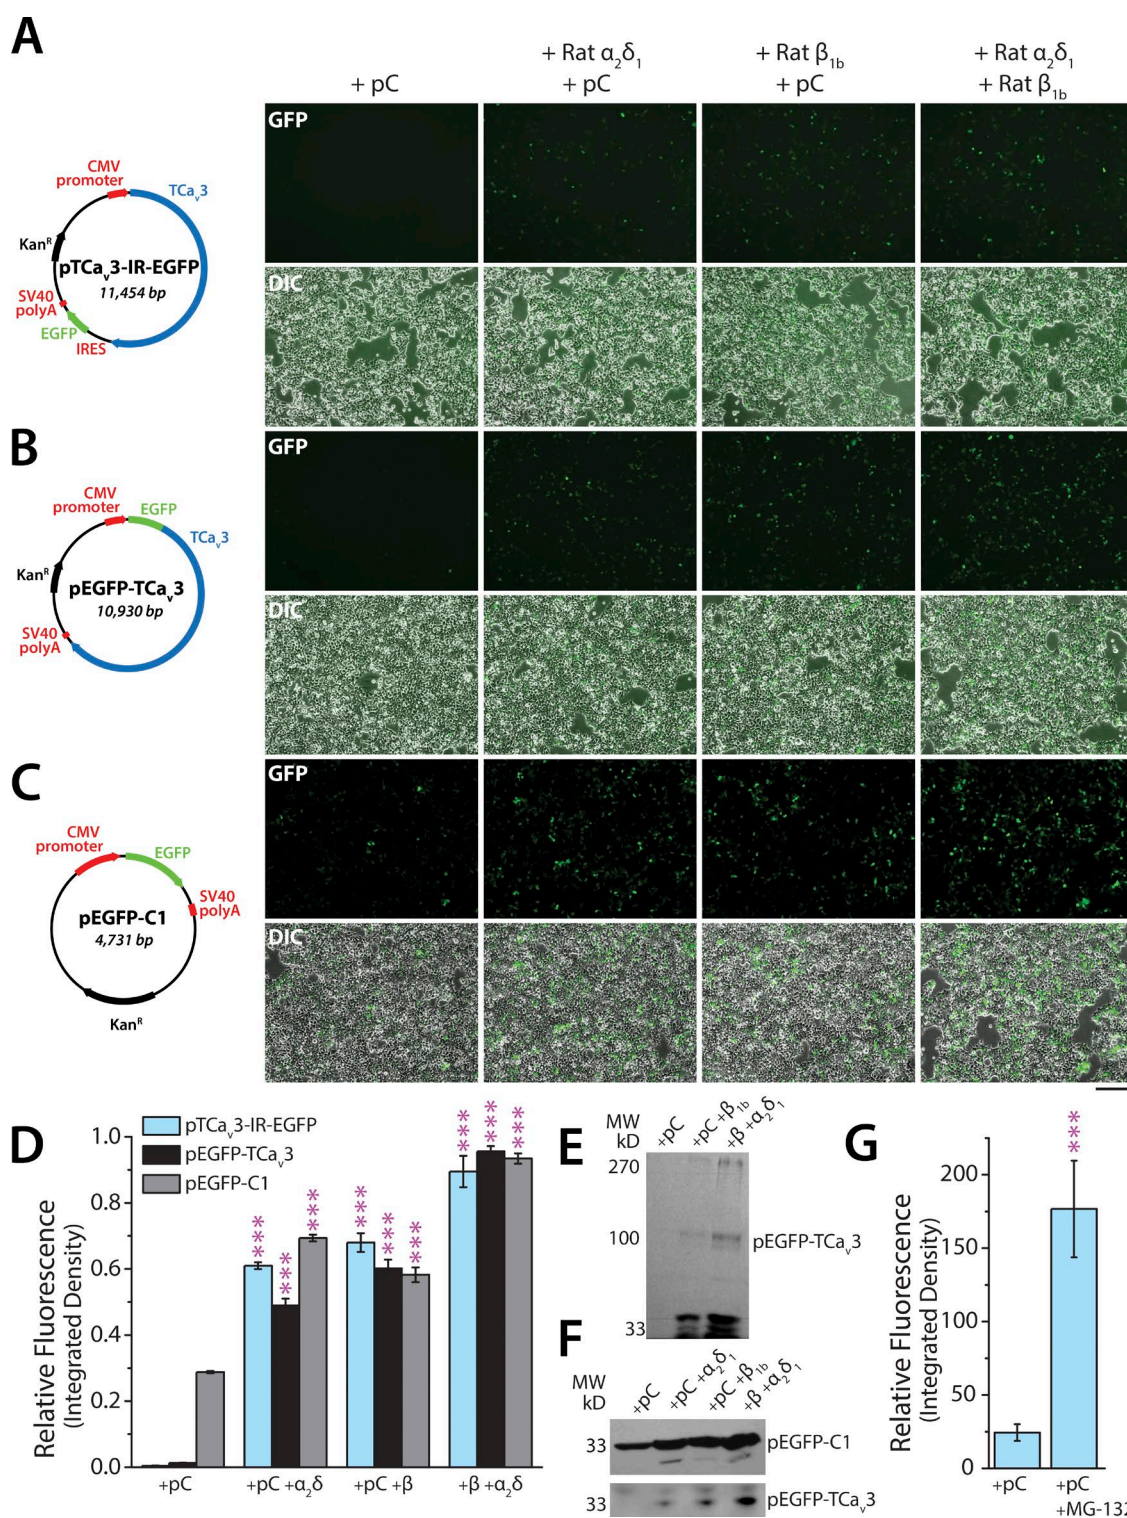 A
+ pC
+ Rat α₂δ₁
+ pC
+ Rat β₁b
+ pC
+ Rat α₂δ₁
+ Rat β₁b
GFP
DIC
CMV
promoter
TCaᵥ3
Kanᴿ
pTCaᵥ3-IR-EGFP
11,454 bp
SV40
polyA
EGFP
IRES
B
GFP
DIC
CMV
promoter
EGFP
TCaᵥ3
Kanᴿ
pEGFP-TCaᵥ3
10,930 bp
SV40
polyA
C
GFP
DIC
CMV
promoter
EGFP
SV40
polyA
pEGFP-C1
4,731 bp
Kanᴿ
D
pTCaᵥ3-IR-EGFP
pEGFP-TCaᵥ3
pEGFP-C1
Relative Fluorescence
(Integrated Density)
1.0
0.8
0.6
0.4
0.2
0.0
*** *** ***
*** *** ***
*** *** ***
+pC
+pC +α₂δ
+pC +β
+β +α₂δ
E
MW
kD
+pC
+pC +β₁b
+β +α₂δ₁
270
100
33
pEGFP-TCaᵥ3
F
MW
kD
+pC
+pC +α₂δ₁
+pC +β₁b
+β +α₂δ₁
33
pEGFP-C1
33
pEGFP-TCaᵥ3
G
Relative Fluorescence
(Integrated Density)
200
150
100
50
25
0
***
+pC
+pC
+MG-132